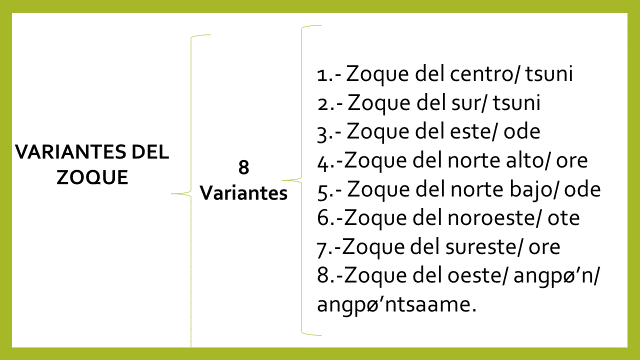 VARIANTES DEL
ZOQUE
8
Variantes
1.- Zoque del centro/ tsuni
2.- Zoque del sur/ tsuni
3.- Zoque del este/ ode
4.-Zoque del norte alto/ ore
5.- Zoque del norte bajo/ ode
6.-Zoque del noroeste/ ote
7.-Zoque del sureste/ ore
8.-Zoque del oeste/ angpø’n/
angpø’ntsaame.